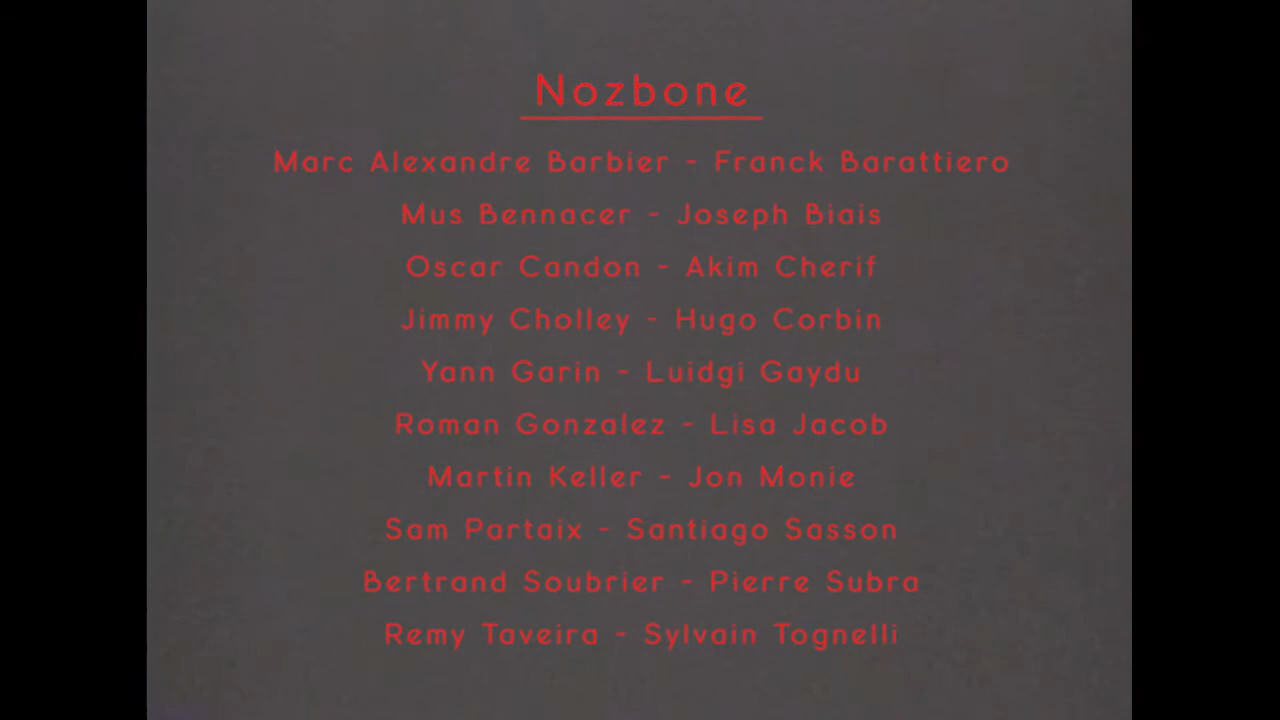 Nozbone
Marc Alexandre Barbier - Franck Barattiero
Mus Bennacer - Joseph Biais
Oscar Candon - Akim Cherif
Jimmy Cholley - Hugo Corbin
Yann Garin - Luidgi Gaydu
Roman Gonzalez - Lisa Jacob
Martin Keller - Jon Monie
Sam Partaix - Santiago Sasson
Bertrand Soubrier - Pierre Subra
Remy Taveira - Sylvain Tognelli